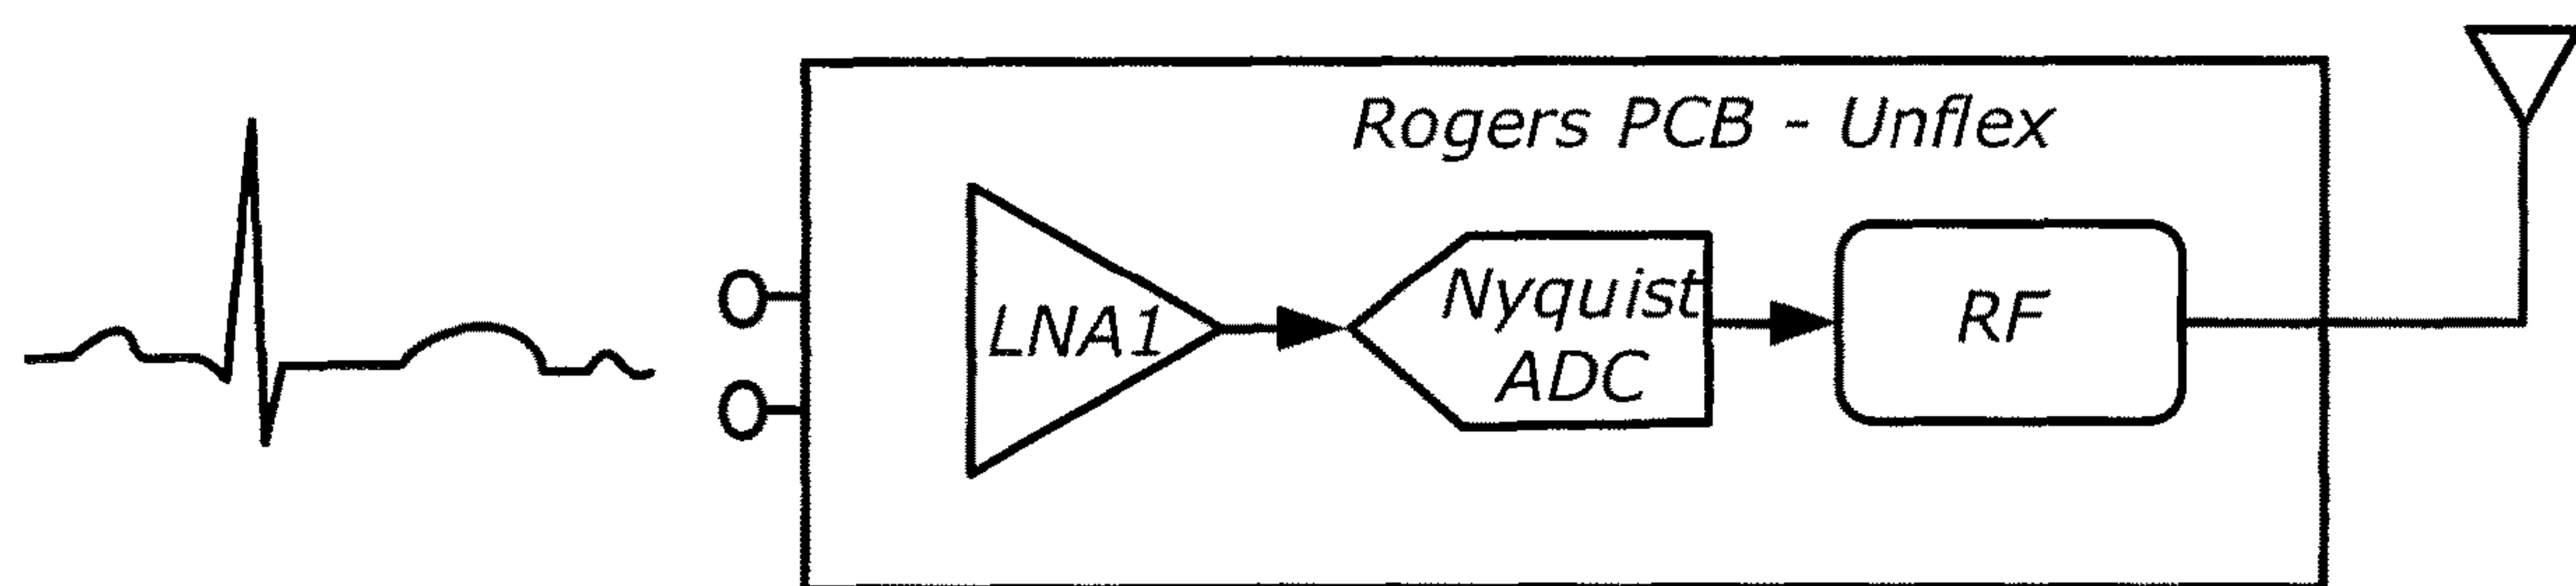 Rogers PCB - Unflex
LNA1
Nyquist
ADC
RF